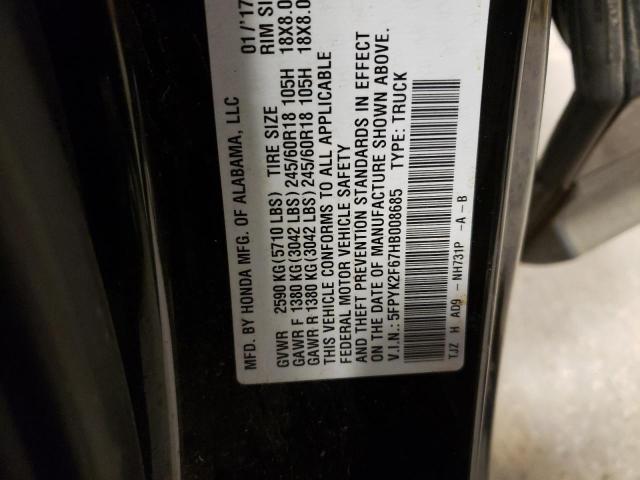 MFD. BY HONDA MFG. OF ALABAMA, LLC 01/'17
GVWR 2590 KG(5710 LBS) TIRE SIZE RIM SI
GAWR F 1380 KG(3042 LBS) 245/60R18 105H 18X8.0
GAWR R 1380 KG(3042 LBS) 245/60R18 105H 18X8.0
THIS VEHICLE CONFORMS TO ALL APPLICABLE
FEDERAL MOTOR VEHICLE SAFETY
AND THEFT PREVENTION STANDARDS IN EFFECT
ON THE DATE OF MANUFACTURE SHOWN ABOVE.
V.I.N.: 5FPYK2F67HB008685 TYPE: TRUCK
TJZ H AD9 - NH731P -A -B